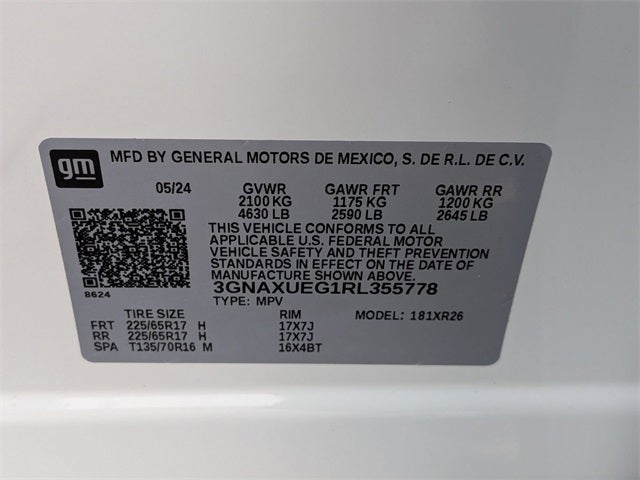 gm MFD BY GENERAL MOTORS DE MEXICO, S. DE R.L. DE C.V.
05/24 GVWR GAWR FRT GAWR RR
2100 KG 1175 KG 1200 KG
4630 LB 2590 LB 2645 LB
THIS VEHICLE CONFORMS TO ALL
APPLICABLE U.S. FEDERAL MOTOR
VEHICLE SAFETY AND THEFT PREVENTION
STANDARDS IN EFFECT ON THE DATE OF
MANUFACTURE SHOWN ABOVE.
3GNAXUEG1RL355778
8624 TYPE: MPV
TIRE SIZE RIM MODEL: 181XR26
FRT 225/65R17 H 17X7J
RR 225/65R17 H 17X7J
SPA T135/70R16 M 16X4BT